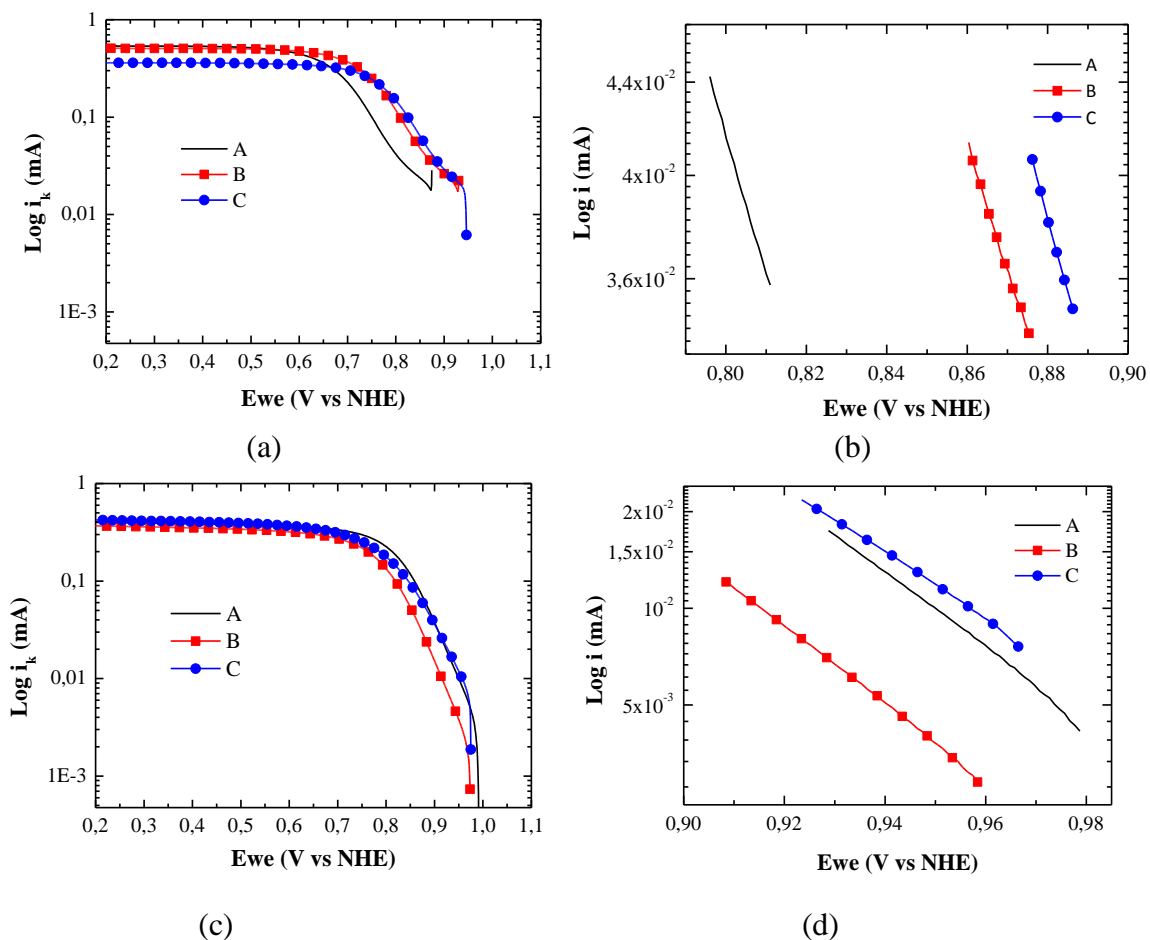 1
0,1
0,01
1E-3
0,2 0,3 0,4 0,5 0,6 0,7 0,8 0,9 1,0 1,1
Log i_k (mA)
Ewe (V vs NHE)
A
B
C
(a)
4,4x10⁻²
4x10⁻²
3,6x10⁻²
0,80 0,82 0,84 0,86 0,88 0,90
Log i (mA)
Ewe (V vs NHE)
A
B
C
(b)
1
0,1
0,01
1E-3
0,2 0,3 0,4 0,5 0,6 0,7 0,8 0,9 1,0 1,1
Log i_k (mA)
Ewe (V vs NHE)
A
B
C
(c)
2x10⁻²
1,5x10⁻²
10⁻²
5x10⁻³
0,90 0,92 0,94 0,96 0,98
Log i (mA)
Ewe (V vs NHE)
A
B
C
(d)